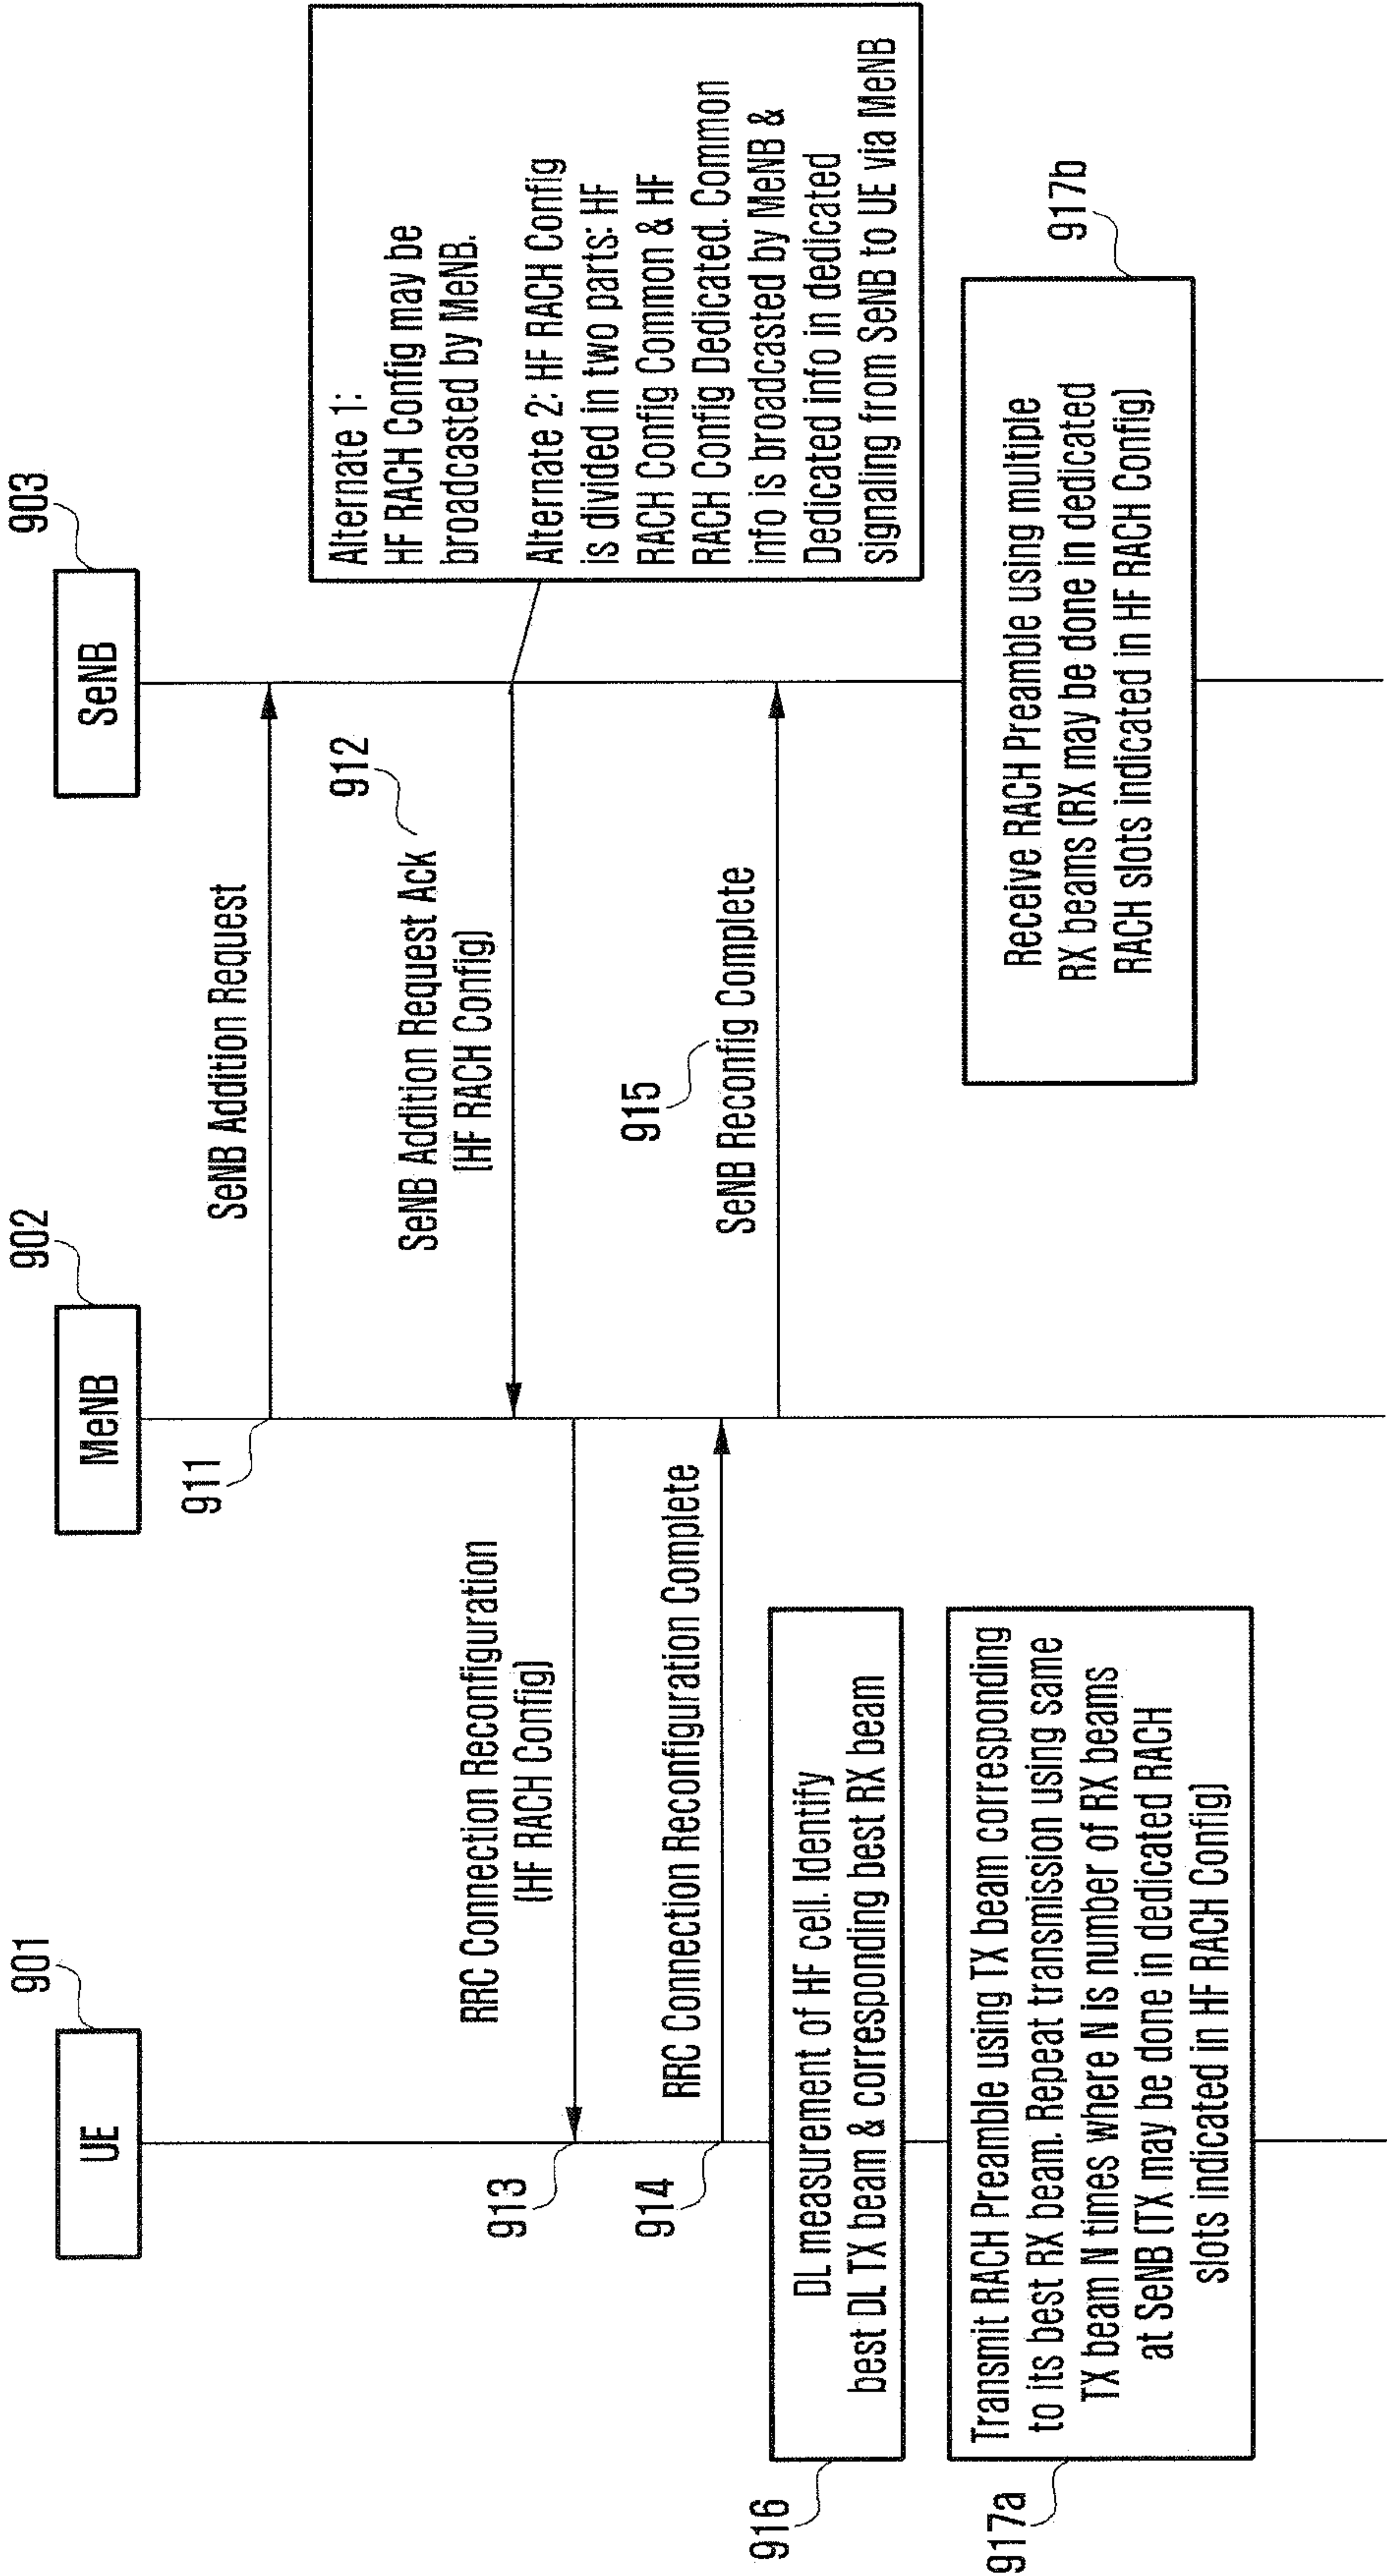 901
UE
902
MeNB
903
SeNB
911
SeNB Addition Request
912
SeNB Addition Request Ack
(HF RACH Config)
Alternate 1:
HF RACH Config may be
broadcasted by MeNB.
Alternate 2: HF RACH Config
is divided in two parts: HF
RACH Config Common & HF
RACH Config Dedicated. Common
info is broadcasted by MeNB &
Dedicated info in dedicated
signaling from SeNB to UE via MeNB
RRC Connection Reconfiguration
(HF RACH Config)
913
RRC Connection Reconfiguration Complete
914
915
SeNB Reconfig Complete
916
DL measurement of HF cell. Identify
best DL TX beam & corresponding best RX beam
917a
Transmit RACH Preamble using TX beam corresponding
to its best RX beam. Repeat transmission using same
TX beam N times where N is number of RX beams
at SeNB (TX may be done in dedicated RACH
slots indicated in HF RACH Config)
917b
Receive RACH Preamble using multiple
RX beams (RX may be done in dedicated
RACH slots indicated in HF RACH Config)